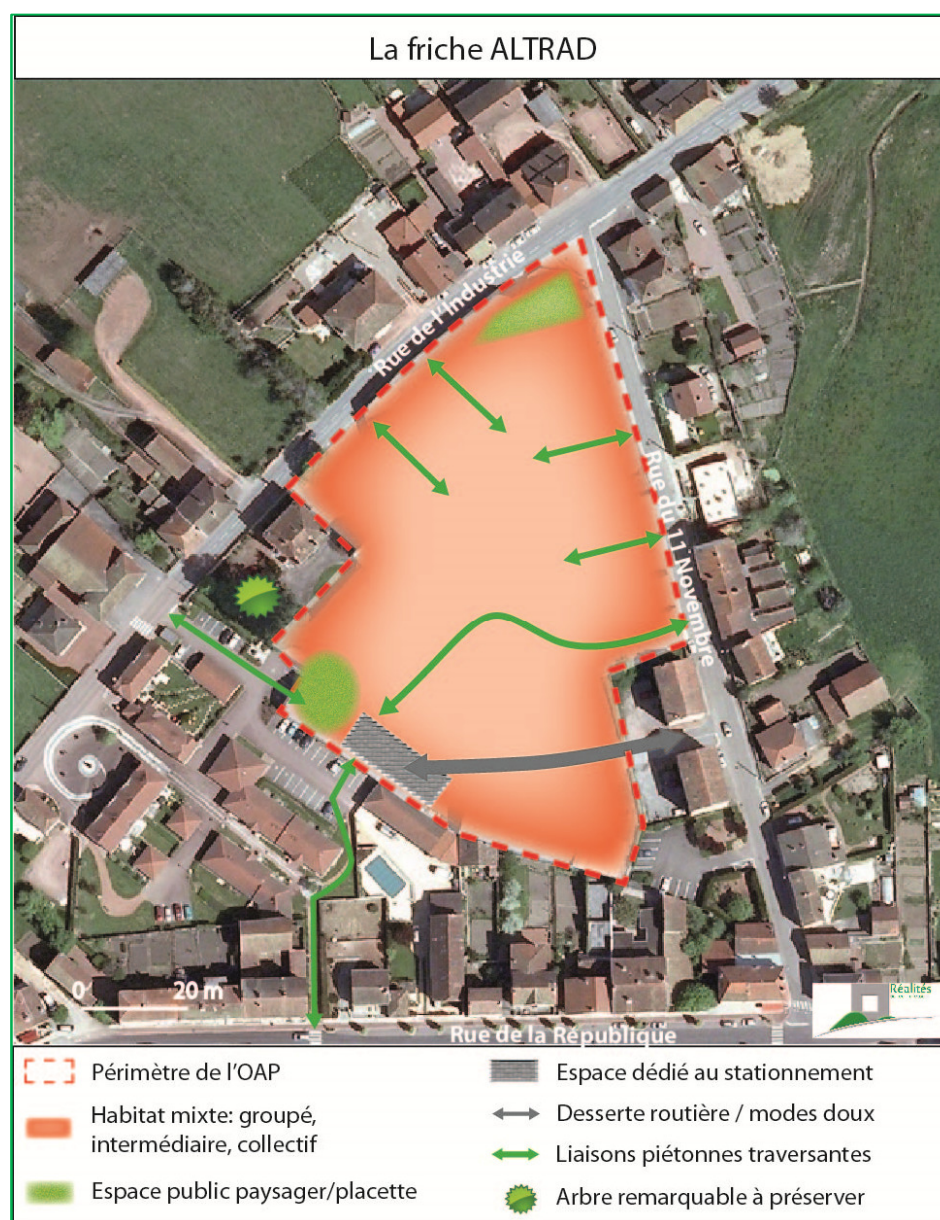 La friche ALTRAD
Rue de l'Industrie
Rue du 11 Novembre
0 20 m
Réalités
Rue de la République
Périmètre de l'OAP
Habitat mixte: groupé,
intermédiaire, collectif
Espace public paysager/placette
Espace dédié au stationnement
Desserte routière / modes doux
Liaisons piétonnes traversantes
Arbre remarquable à préserver